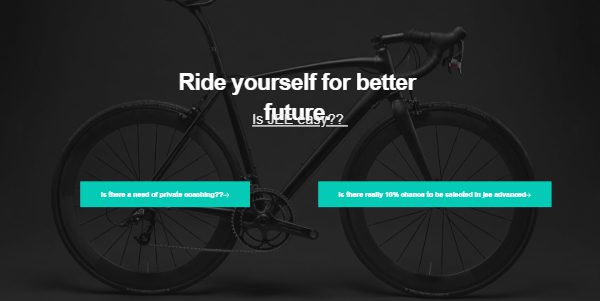 Ride yourself for better
future.
Is JEE easy??
Is there a need of private coaching??->
Is there really 10% chance to be selected in jee advanced->